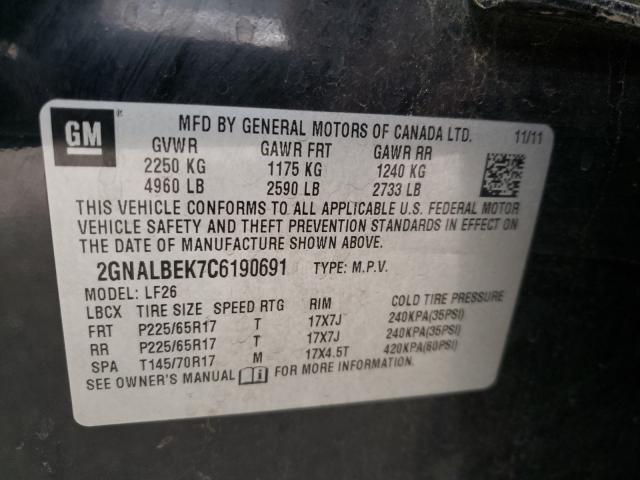 GM ® MFD BY GENERAL MOTORS OF CANADA LTD. 11/11
GVWR GAWR FRT GAWR RR
2250 KG 1175 KG 1240 KG
4960 LB 2590 LB 2733 LB
THIS VEHICLE CONFORMS TO ALL APPLICABLE U.S. FEDERAL MOTOR
VEHICLE SAFETY AND THEFT PREVENTION STANDARDS IN EFFECT ON
THE DATE OF MANUFACTURE SHOWN ABOVE.
2GNALBEK7C6190691 TYPE: M.P.V.
MODEL: LF26
LBCX TIRE SIZE SPEED RTG RIM COLD TIRE PRESSURE
FRT P225/65R17 T 17X7J 240KPA(35PSI)
RR P225/65R17 T 17X7J 240KPA(35PSI)
SPA T145/70R17 M 17X4.5T 420KPA(60PSI)
SEE OWNER'S MANUAL i FOR MORE INFORMATION.